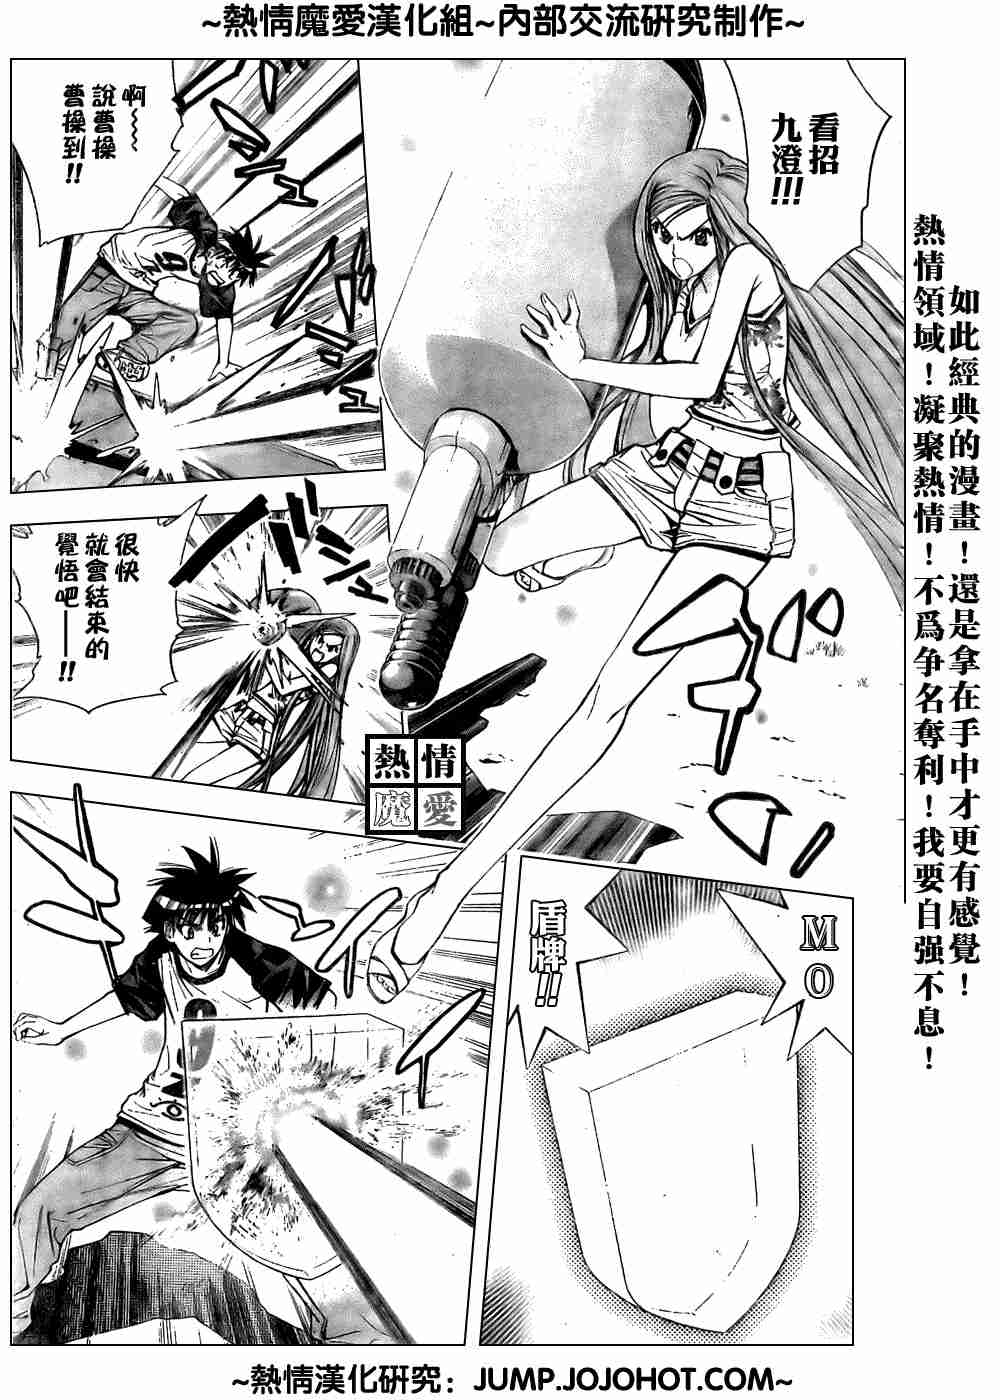 ~熱情魔愛漢化組~內部交流研究制作~
看招
九澄!!!
啊~~~
說曹操
曹操到!!
很快
就會結束的
覺悟吧——!!
熱情
魔愛
MO
盾牌!!
如此經典的漫畫！還是拿在手中才更有感覺！
熱情領域！凝聚熱情！不爲争名奪利！我要自强不息！
~熱情漢化研究：JUMP.JOJOHOT.COM~